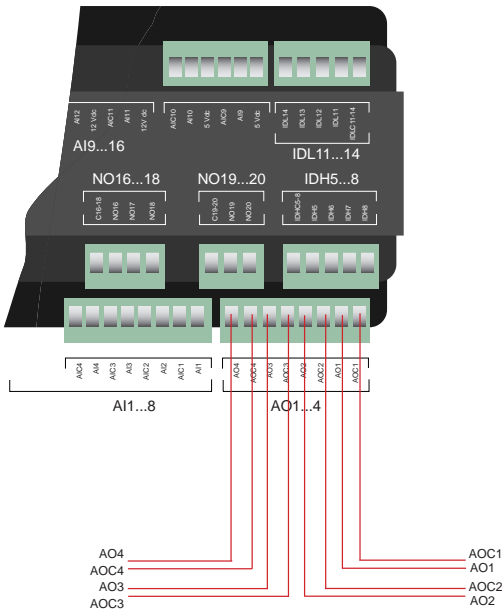 AI12
12 Vdc
AIC11
AI11
12V dc
AIC10
AI10
5 Vdc
AIC9
AI9
5 Vdc
IDL14
IDL13
IDL12
IDL11
IDLC11-14
AI9...16
IDL11...14
NO16...18
NO19...20
IDH5...8
C16-18
NO16
NO17
NO18
C19-20
NO19
NO20
IDHC5-8
IDH5
IDH6
IDH7
IDH8
AIC4
AI4
AIC3
AI3
AIC2
AI2
AIC1
AI1
AO4
AOC4
AO3
AOC3
AO2
AOC2
AO1
AOC1
AI1...8
AO1...4
AO4
AOC4
AO3
AOC3
AOC1
AO1
AOC2
AO2